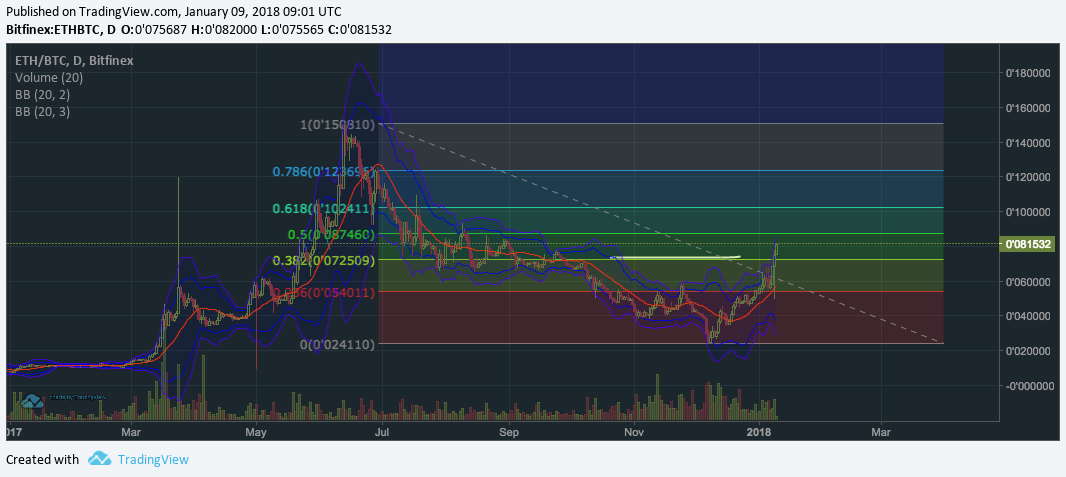 Published on TradingView.com, January 09, 2018 09:01 UTC
Bitfinex:ETHBTC, D O:0'075687 H:0'082000 L:0'075565 C:0'081532
ETH/BTC, D, Bitfinex
Volume (20)
BB (20, 2)
BB (20, 3)
0'180000
0'160000
0'140000
0'120000
0'100000
0'081532
0'060000
0'040000
0'020000
-0'000000
1(0'150810)
0.786(0'123696)
0.618(0'102411)
0.5(0'087460)
0.382(0'072509)
0.236(0'054011)
0(0'024110)
charts by TradingView
2017 Mar May Jul Sep Nov 2018 Mar
Created with TradingView